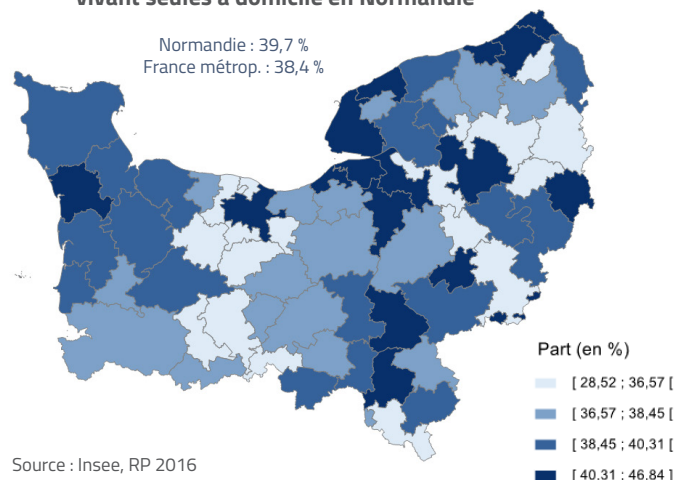 vivant seules à domicile en Normandie
Normandie : 39,7 %
France métrop. : 38,4 %
Part (en %)
[ 28,52 ; 36,57 [
[ 36,57 ; 38,45 [
[ 38,45 ; 40,31 [
[ 40,31 ; 46,84 ]
Source : Insee, RP 2016